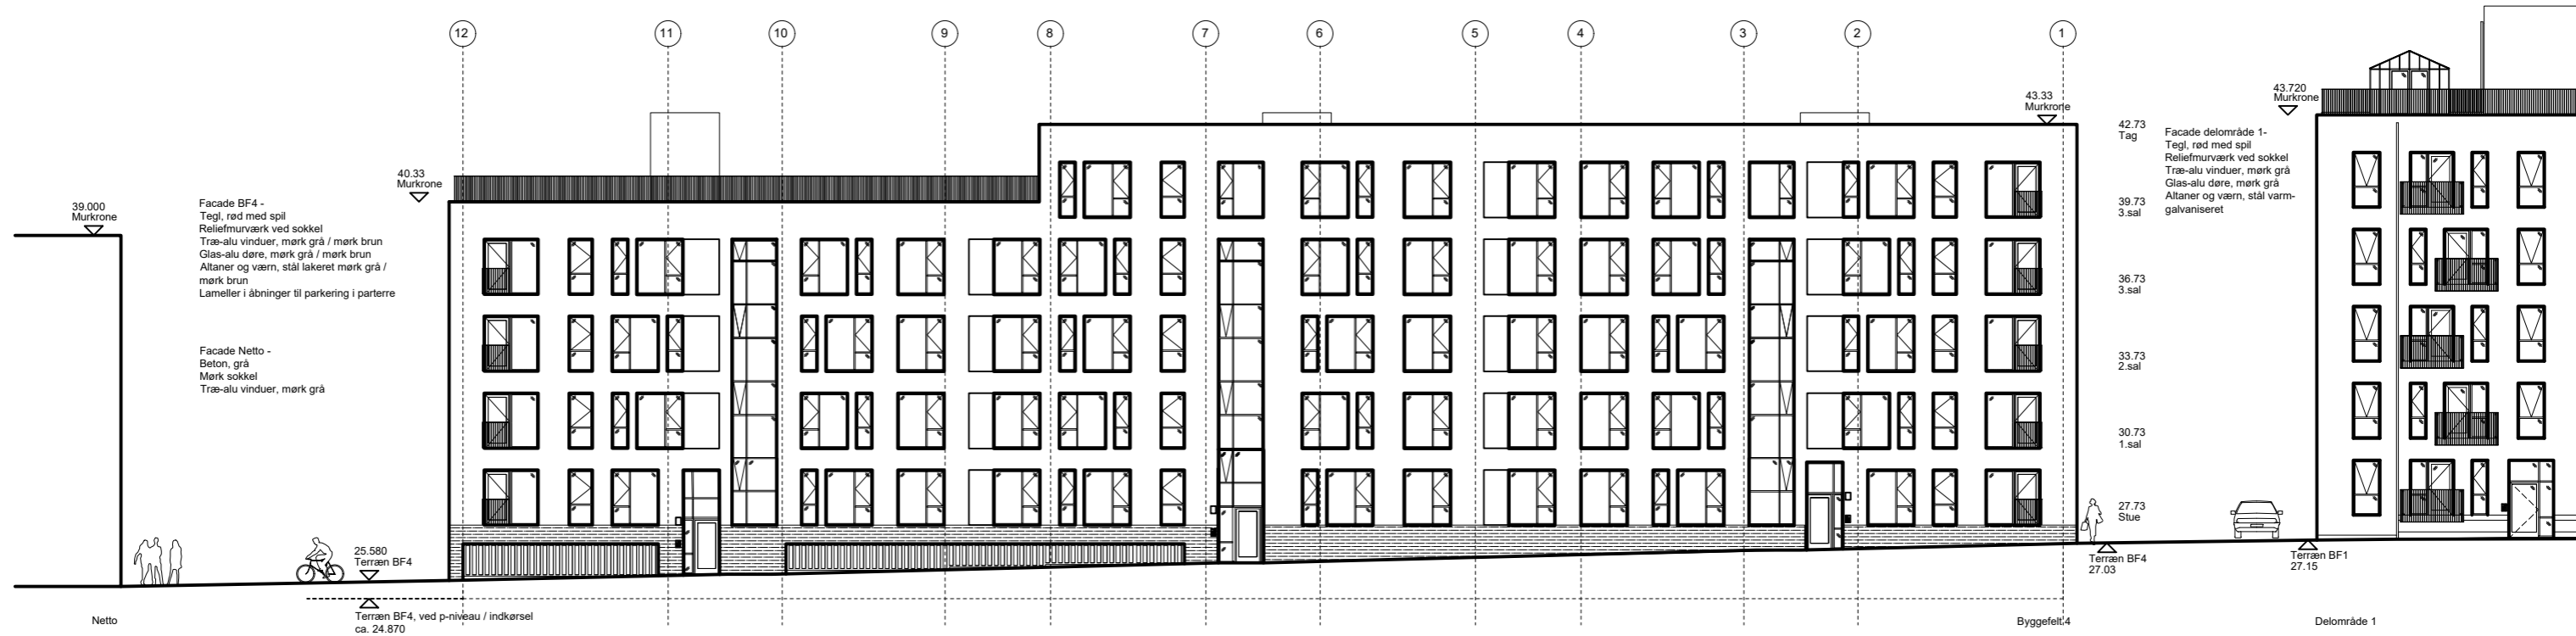 12
11
10
9
8
7
6
5
4
3
2
1
39.000
Murkrone
Facade BF4 -
Tegl, rød med spil
Reliefmurværk ved sokkel
Træ-alu vinduer, mørk grå / mørk brun
Glas-alu døre, mørk grå / mørk brun
Altaner og værn, stål lakeret mørk grå /
mørk brun
Lameller i åbninger til parkering i parterre
Facade Netto -
Beton, grå
Mørk sokkel
Træ-alu vinduer, mørk grå
40.33
Murkrone
43.33
Murkrone
42.73
Tag
39.73
3.sal
36.73
3.sal
33.73
2.sal
30.73
1.sal
27.73
Stue
Facade delområde 1-
Tegl, rød med spil
Reliefmurværk ved sokkel
Træ-alu vinduer, mørk grå
Glas-alu døre, mørk grå
Altaner og værn, stål varm-
galvaniseret
43.720
Murkrone
25.580
Terræn BF4
Terræn BF4, ved p-niveau / indkørsel
ca. 24.870
Terræn BF4
27.03
Terræn BF1
27.15
Netto
Byggefelt 4
Delområde 1